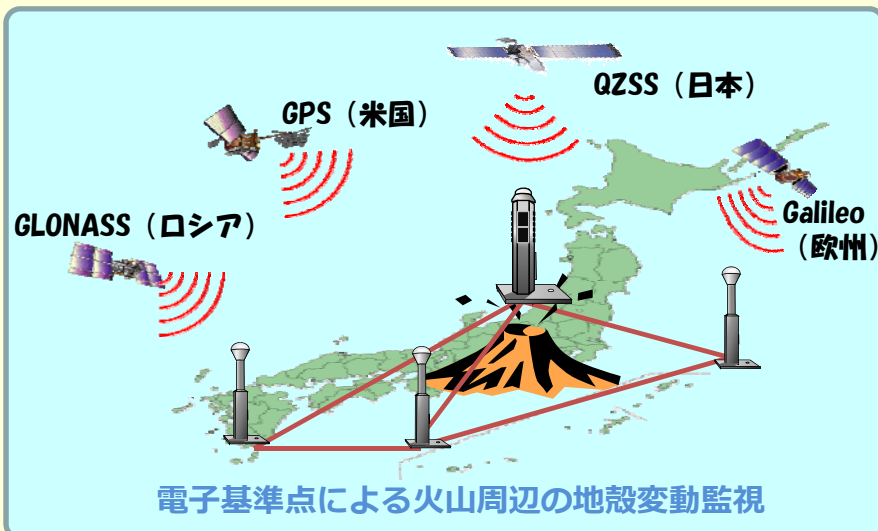 QZSS（日本）
GPS（米国）
GLONASS（ロシア）
Galileo
（欧州）
電子基準点による火山周辺の地殻変動監視